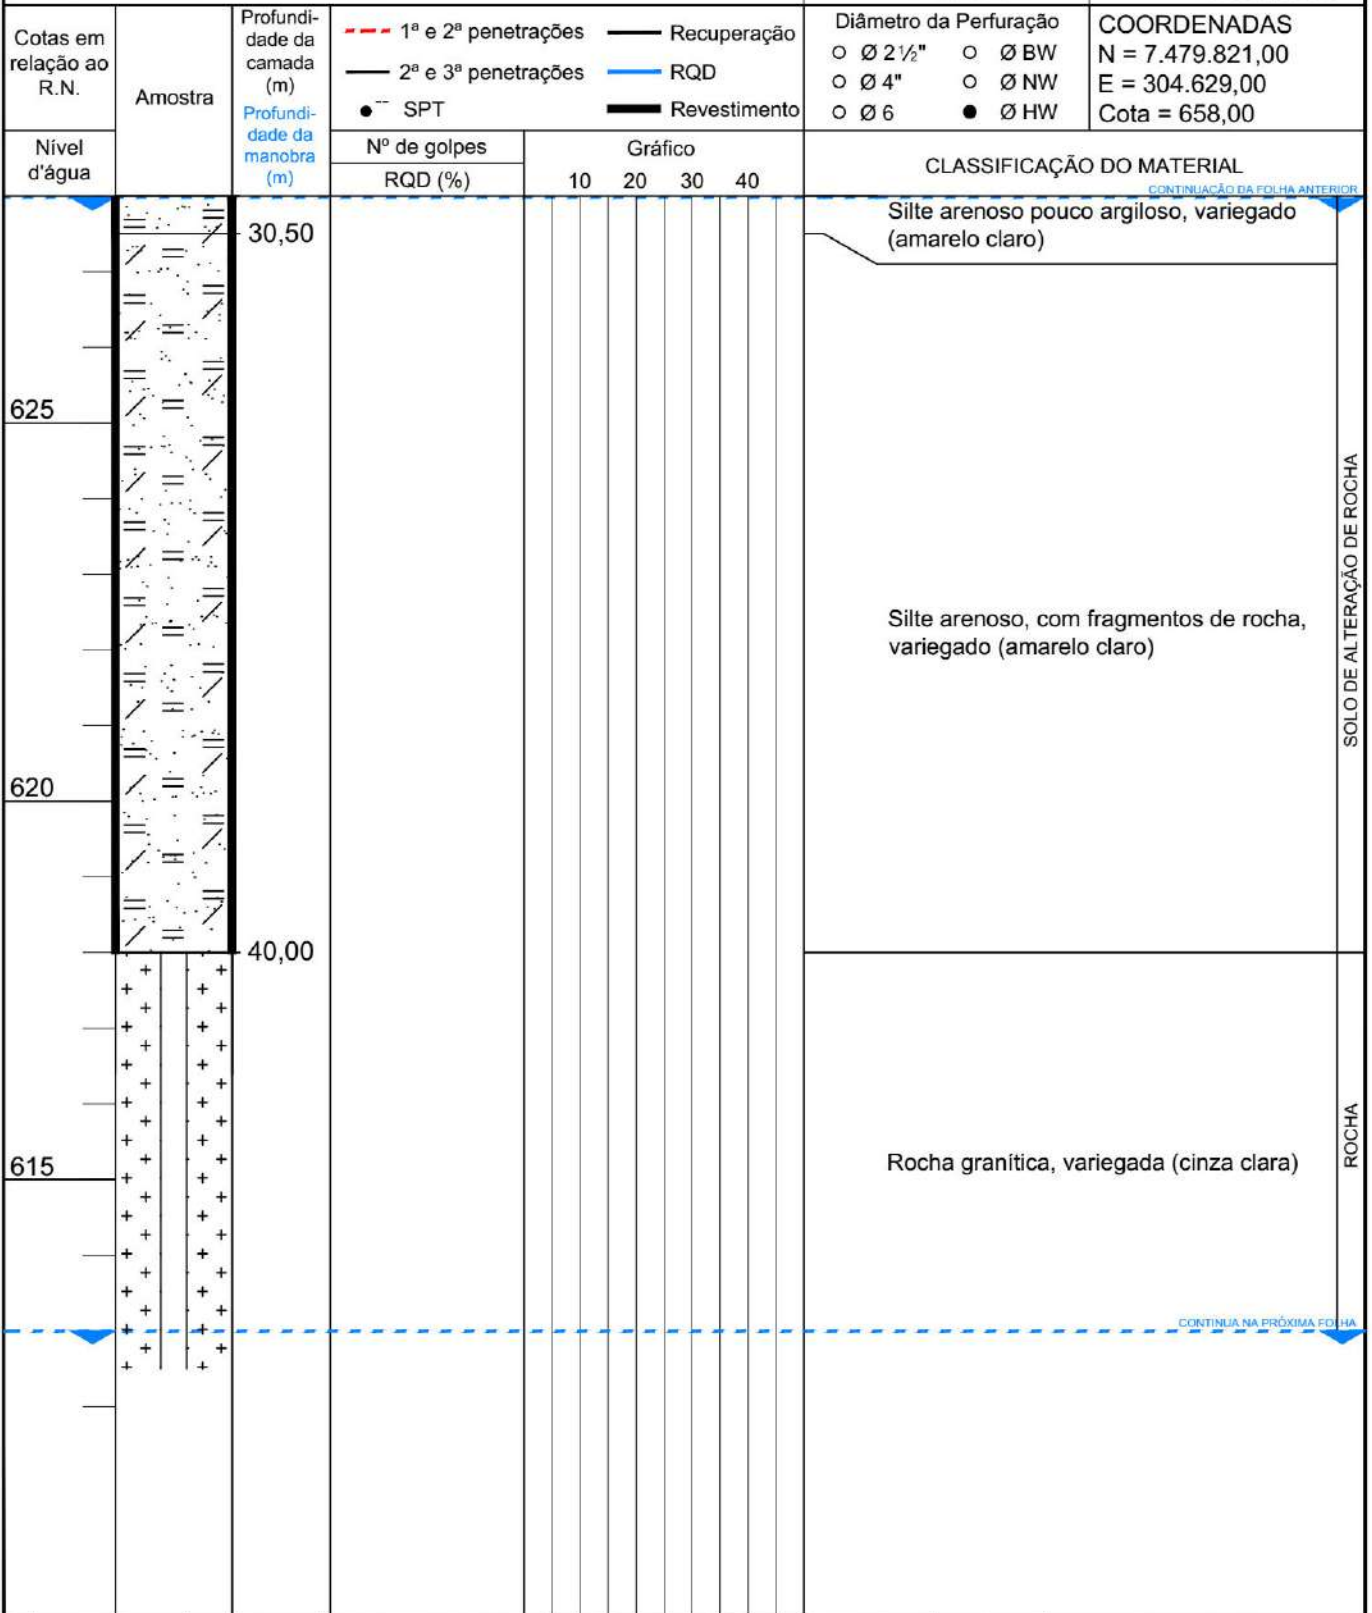 Cotas em
relação ao
R.N.
Nível
d'água
Amostra
Profundi-
dade da
camada
(m)
Profundi-
dade da
manobra
(m)
1ª e 2ª penetrações
2ª e 3ª penetrações
SPT
Recuperação
RQD
Revestimento
Diâmetro da Perfuração
Ø 2½" Ø BW
Ø 4" Ø NW
Ø 6 Ø HW
COORDENADAS
N = 7.479.821,00
E = 304.629,00
Cota = 658,00
Nº de golpes
RQD (%)
Gráfico
10 20 30 40
CLASSIFICAÇÃO DO MATERIAL
CONTINUAÇÃO DA FOLHA ANTERIOR
Silte arenoso pouco argiloso, variegado
(amarelo claro)
30,50
625
Silte arenoso, com fragmentos de rocha,
variegado (amarelo claro)
SOLO DE ALTERAÇÃO DE ROCHA
620
40,00
615
Rocha granítica, variegada (cinza clara)
ROCHA
CONTINUA NA PRÓXIMA FOLHA